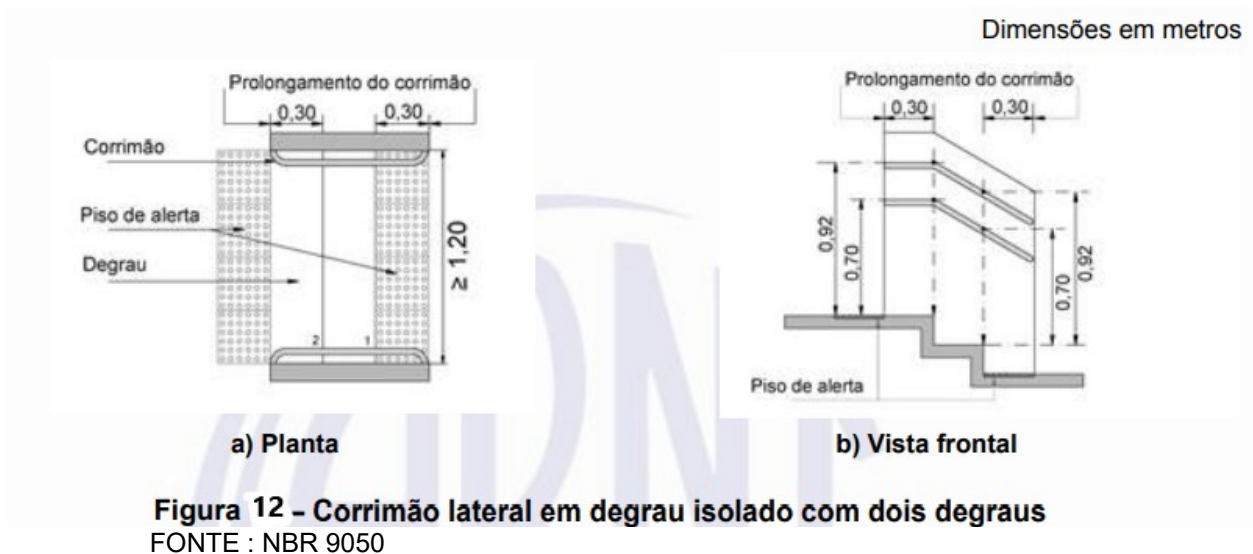 Dimensões em metros
Prolongamento do corrimão
0,30 0,30
Corrimão
Piso de alerta
Degrau
≥ 1,20
2 1
a) Planta
Prolongamento do corrimão
0,30 0,30
0,92
0,70
0,70
0,92
Piso de alerta
b) Vista frontal
Figura 12 – Corrimão lateral em degrau isolado com dois degraus
FONTE : NBR 9050